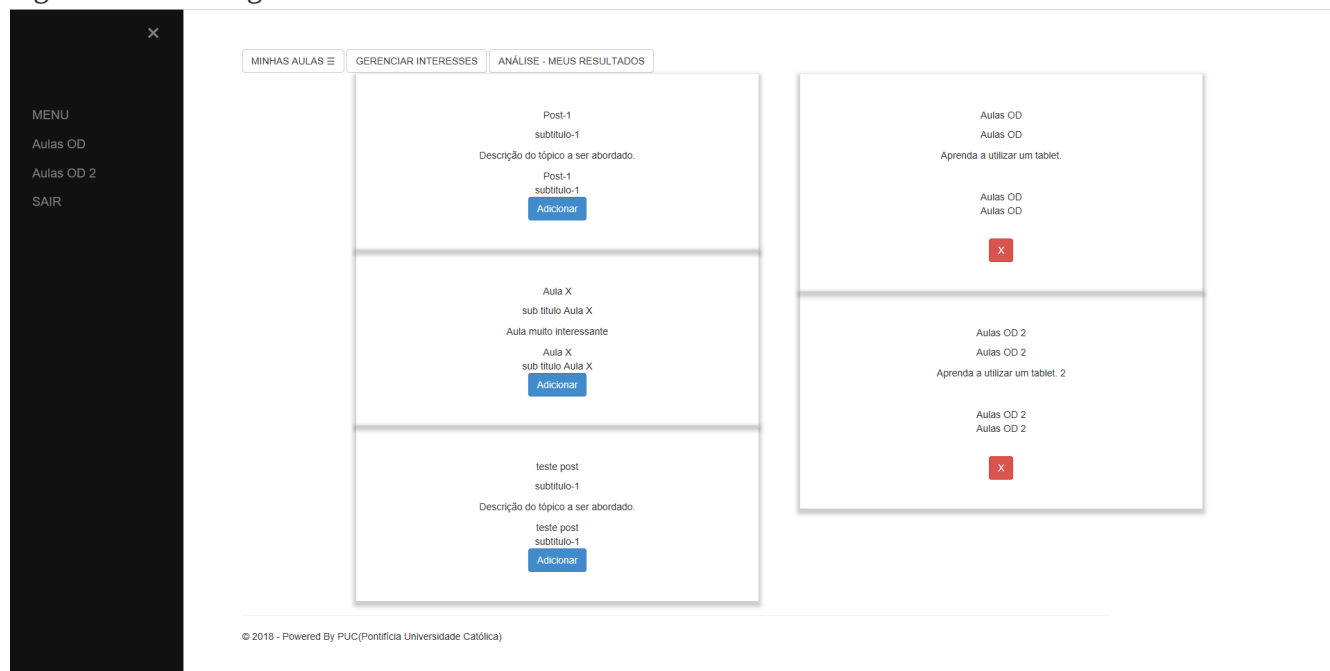 ×
MENU
Aulas OD
Aulas OD 2
SAIR
MINHAS AULAS ☰
GERENCIAR INTERESSES
ANÁLISE - MEUS RESULTADOS
Post-1
subtitulo-1
Descrição do tópico a ser abordado.
Post-1
subtitulo-1
Adicionar
Aula X
sub titulo Aula X
Aula muito interessante
Aula X
sub titulo Aula X
Adicionar
teste post
subtitulo-1
Descrição do tópico a ser abordado.
teste post
subtitulo-1
Adicionar
Aulas OD
Aulas OD
Aprenda a utilizar um tablet.
Aulas OD
Aulas OD
X
Aulas OD 2
Aulas OD 2
Aprenda a utilizar um tablet. 2
Aulas OD 2
Aulas OD 2
X
© 2018 - Powered By PUC(Pontifícia Universidade Católica)